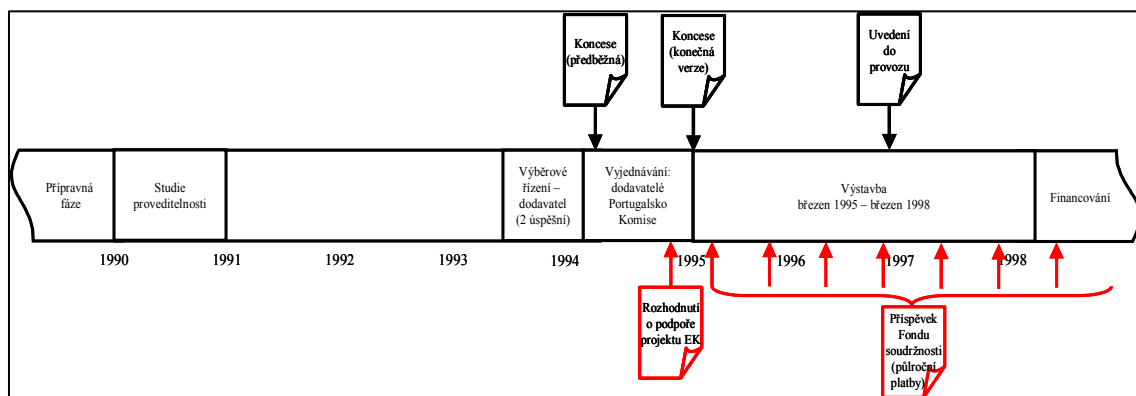 Koncese
(předběžná)
Koncese
(konečná
verze)
Uvedení
do
provozu
Přípravná
fáze
Studie
proveditelnosti
Výběrové
řízení –
dodavatel
(2 úspěšní)
Vyjednávání:
dodavatelé
Portugalsko
Komise
Výstavba
březen 1995 – březen 1998
Financování
1990
1991
1992
1993
1994
1995
1996
1997
1998
Rozhodnutí
o podpoře
projektu EK
Příspěvek
Fondu
soudržnosti
(půlroční
platby)